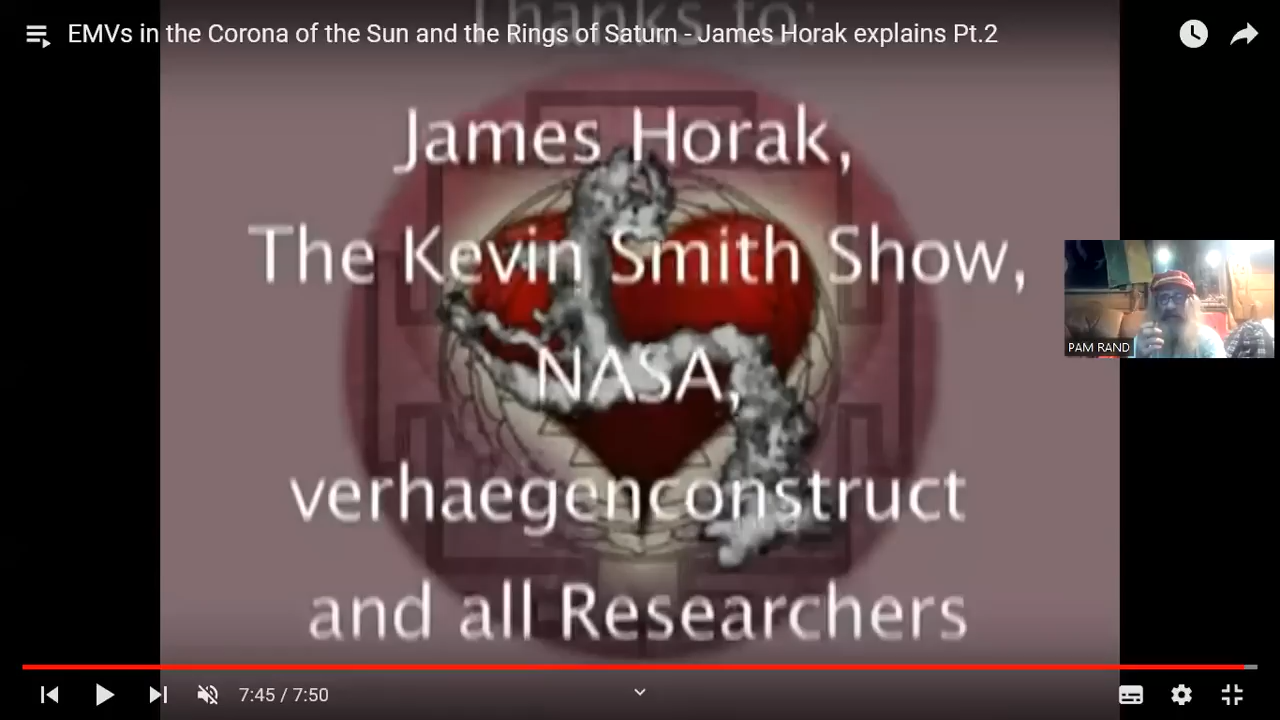 Thanks to:
EMVs in the Corona of the Sun and the Rings of Saturn - James Horak explains Pt.2
James Horak,
The Kevin Smith Show,
PAM RAND
NASA,
verhaegenconstruct
and all Researchers
7:45 / 7:50